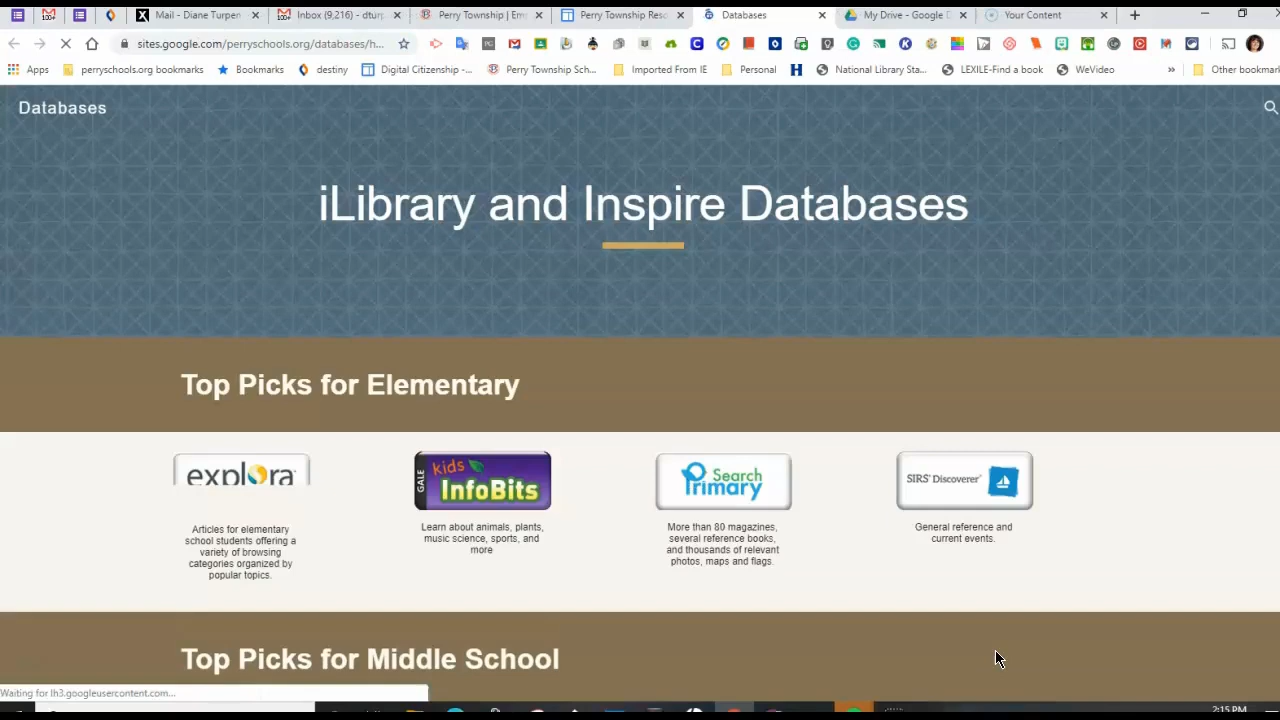 Mail - Diane Turpen
Inbox (9,216) - dturp
Perry Township | Em
Perry Township Res
Databases
My Drive - Google D
Your Content
sites.google.com/perryschools.org/databases/h...
Apps
perryschools.org bookmarks
Bookmarks
destiny
Digital Citizenship -...
Perry Township Sch...
Imported From IE
Personal
National Library Sta...
LEXILE-Find a book
WeVideo
»
Other bookmark
Databases
iLibrary and Inspire Databases
Top Picks for Elementary
explora
GALE
kids
InfoBits
Search
Primary
SIRS® Discoverer
Articles for elementary
school students offering a
variety of browsing
categories organized by
popular topics.
Learn about animals, plants,
music science, sports, and
more
More than 80 magazines,
several reference books,
and thousands of relevant
photos, maps and flags.
General reference and
current events.
Top Picks for Middle School
Waiting for lh3.googleusercontent.com...
2:15 PM